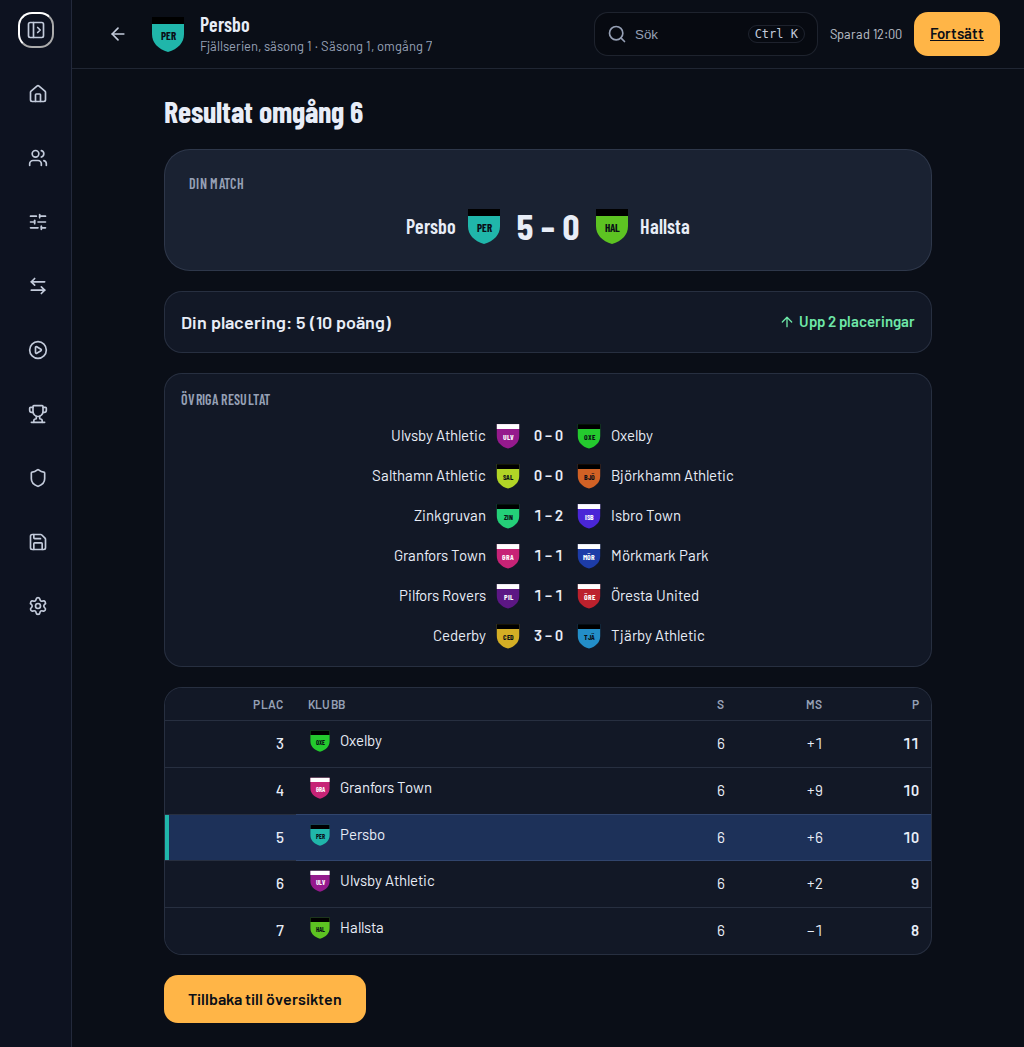 PER
Persbo
Fjällserien, säsong 1 · Säsong 1, omgång 7
Sök
Ctrl K
Sparad 12:00
Fortsätt
Resultat omgång 6
DIN MATCH
Persbo PER 5 – 0 HAL Hallsta
Din placering: 5 (10 poäng)
Upp 2 placeringar
ÖVRIGA RESULTAT
Ulvsby Athletic ULV 0 – 0 OXE Oxelby
Salthamn Athletic SAL 0 – 0 BJÖ Björkhamn Athletic
Zinkgruvan ZIN 1 – 2 ISB Isbro Town
Granfors Town GRA 1 – 1 MÖR Mörkmark Park
Pilfors Rovers PIL 1 – 1 ÖRE Öresta United
Cederby CED 3 – 0 TJÄ Tjärby Athletic
PLAC KLUBB S MS P
3 OXE Oxelby 6 +1 11
4 GRA Granfors Town 6 +9 10
5 PER Persbo 6 +6 10
6 ULV Ulvsby Athletic 6 +2 9
7 HAL Hallsta 6 −1 8
Tillbaka till översikten